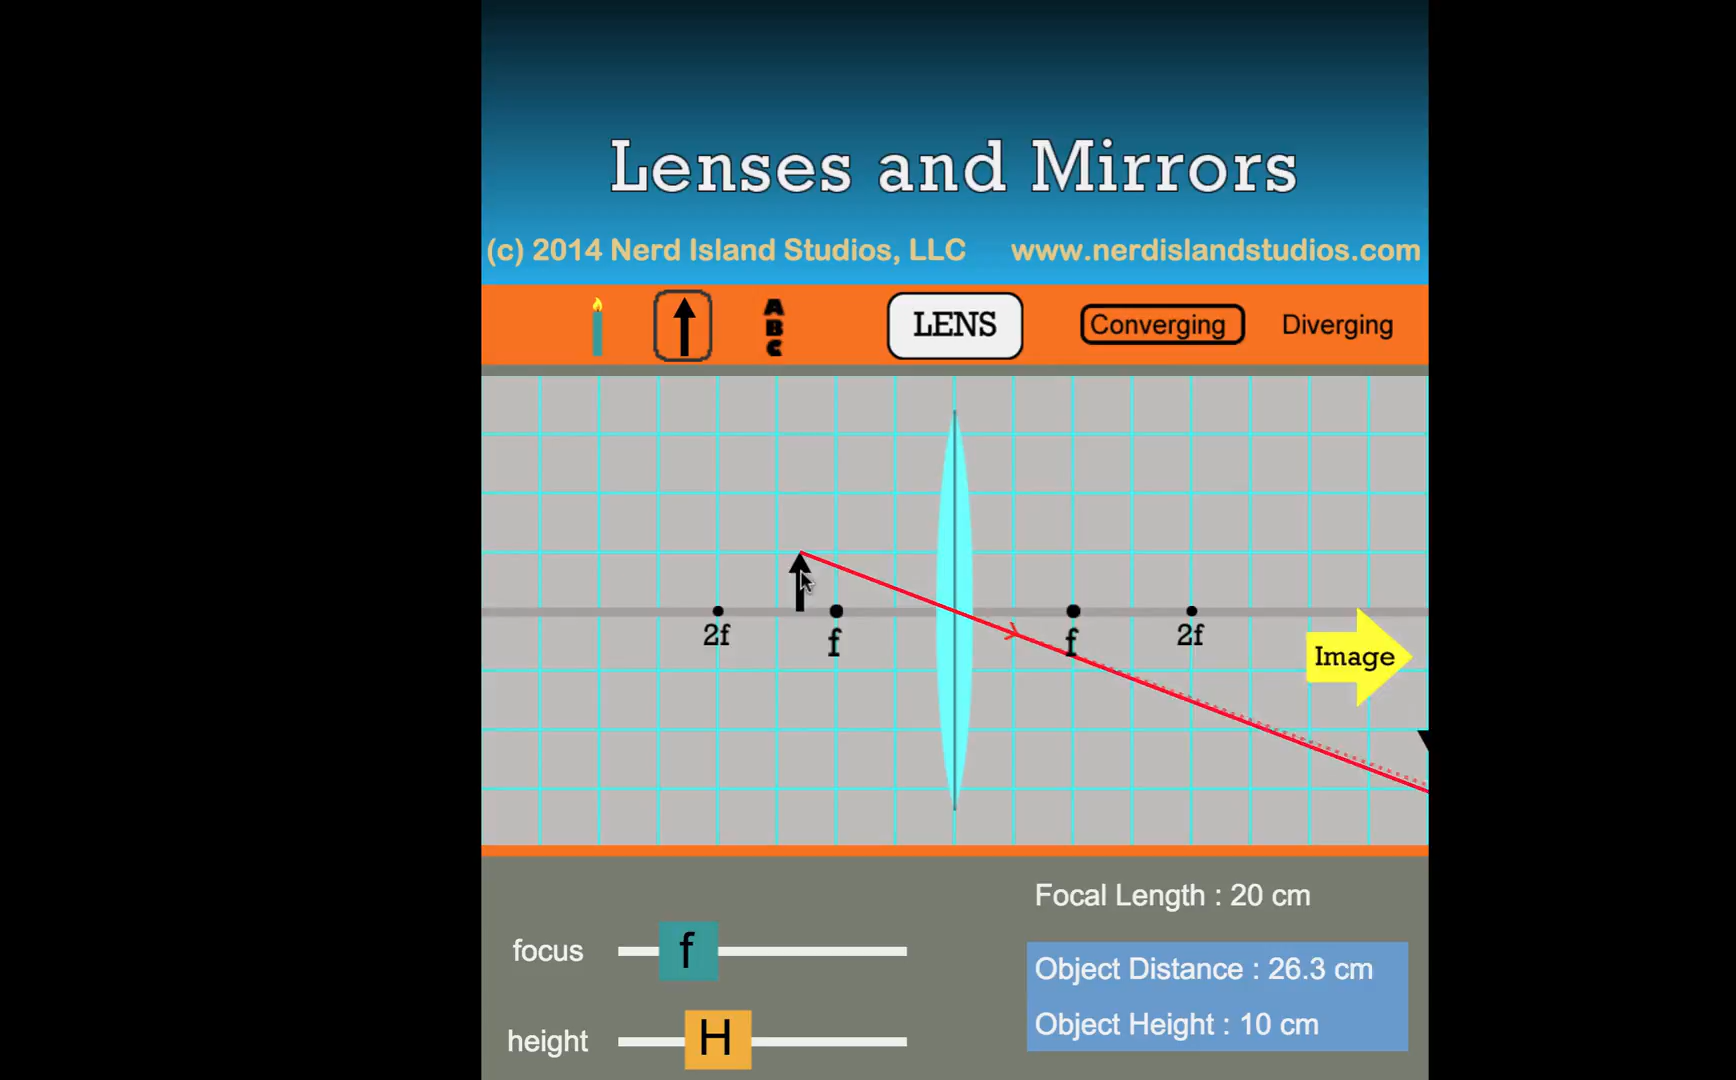 Lenses and Mirrors
(c) 2014 Nerd Island Studios, LLC www.nerdislandstudios.com
A
B
C
LENS
Converging
Diverging
2f
f
f
2f
Image
Focal Length : 20 cm
focus
f
Object Distance : 26.3 cm
Object Height : 10 cm
height
H